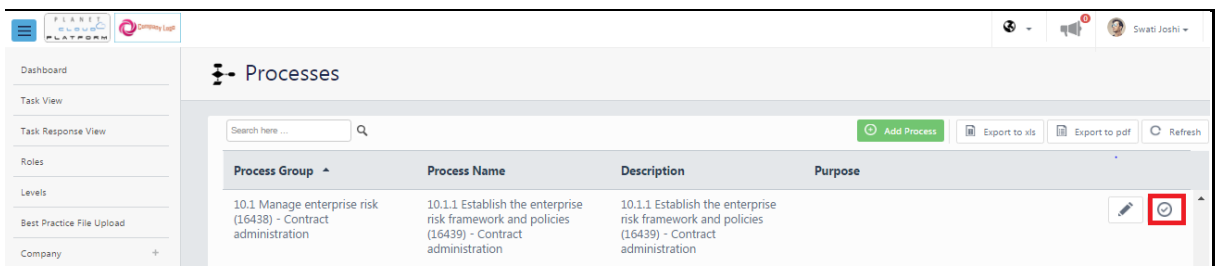 PLANET
PLATFORM
Company Logo
0
Swati Joshi
Dashboard
Processes
Task View
Task Response View
Search here ...
Add Process
Export to xls
Export to pdf
Refresh
Roles
Process Group
Process Name
Description
Purpose
Levels
Best Practice File Upload
Company +
10.1 Manage enterprise risk
(16438) - Contract
administration
10.1.1 Establish the enterprise
risk framework and policies
(16439) - Contract
administration
10.1.1 Establish the enterprise
risk framework and policies
(16439) - Contract
administration